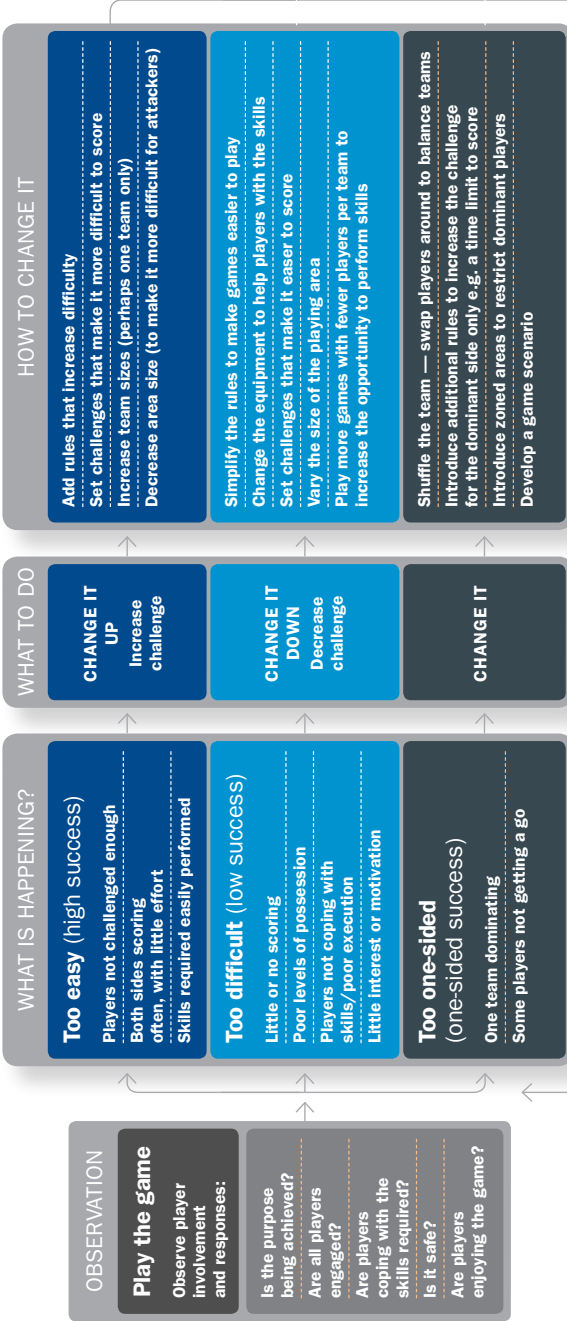 OBSERVATION
Play the game
Observe player
involvement
and responses:
Is the purpose
being achieved?
Are all players
engaged?
Are players
coping with the
skills required?
Is it safe?
Are players
enjoying the game?
WHAT IS HAPPENING?
Too easy (high success)
Players not challenged enough
Both sides scoring
often, with little effort
Skills required easily performed
Too difficult (low success)
Little or no scoring
Poor levels of possession
Players not coping with
skills/poor execution
Little interest or motivation
Too one-sided
(one-sided success)
One team dominating
Some players not getting a go
WHAT TO DO
CHANGE IT
UP
Increase
challenge
CHANGE IT
DOWN
Decrease
challenge
CHANGE IT
HOW TO CHANGE IT
Add rules that increase difficulty
Set challenges that make it more difficult to score
Increase team sizes (perhaps one team only)
Decrease area size (to make it more difficult for attackers)
Simplify the rules to make games easier to play
Change the equipment to help players with the skills
Set challenges that make it easier to score
Vary the size of the playing area
Play more games with fewer players per team to
increase the opportunity to perform skills
Shuffle the team — swap players around to balance teams
Introduce additional rules to increase the challenge
for the dominant side only e.g. a time limit to score
Introduce zoned areas to restrict dominant players
Develop a game scenario